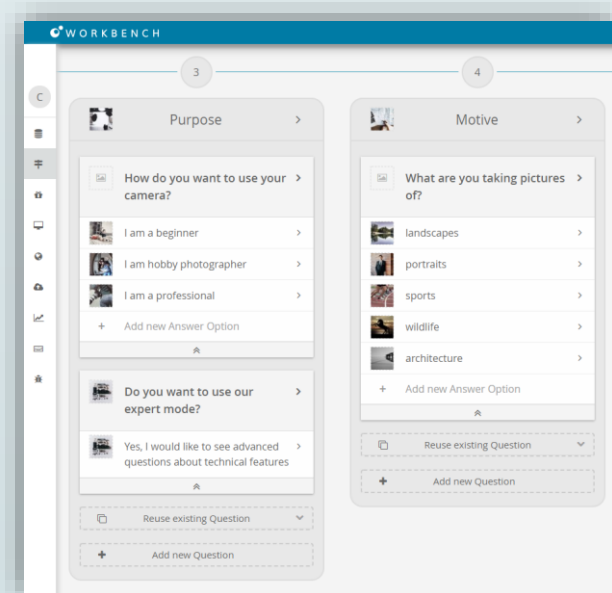 WORKBENCH
3
4
C
Purpose
How do you want to use your
camera?
I am a beginner
I am hobby photographer
I am a professional
+ Add new Answer Option
Do you want to use our
expert mode?
Yes, I would like to see advanced
questions about technical features
Reuse existing Question
+ Add new Question
Motive
What are you taking pictures
of?
landscapes
portraits
sports
wildlife
architecture
+ Add new Answer Option
Reuse existing Question
+ Add new Question